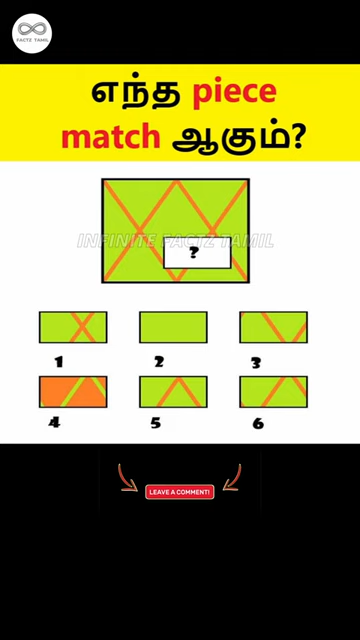 FACTZ TAMIL
எந்த piece
match ஆகும்?
INFINITE FACTZ TAMIL
?
1 2 3
4 5 6
LEAVE A COMMENT!